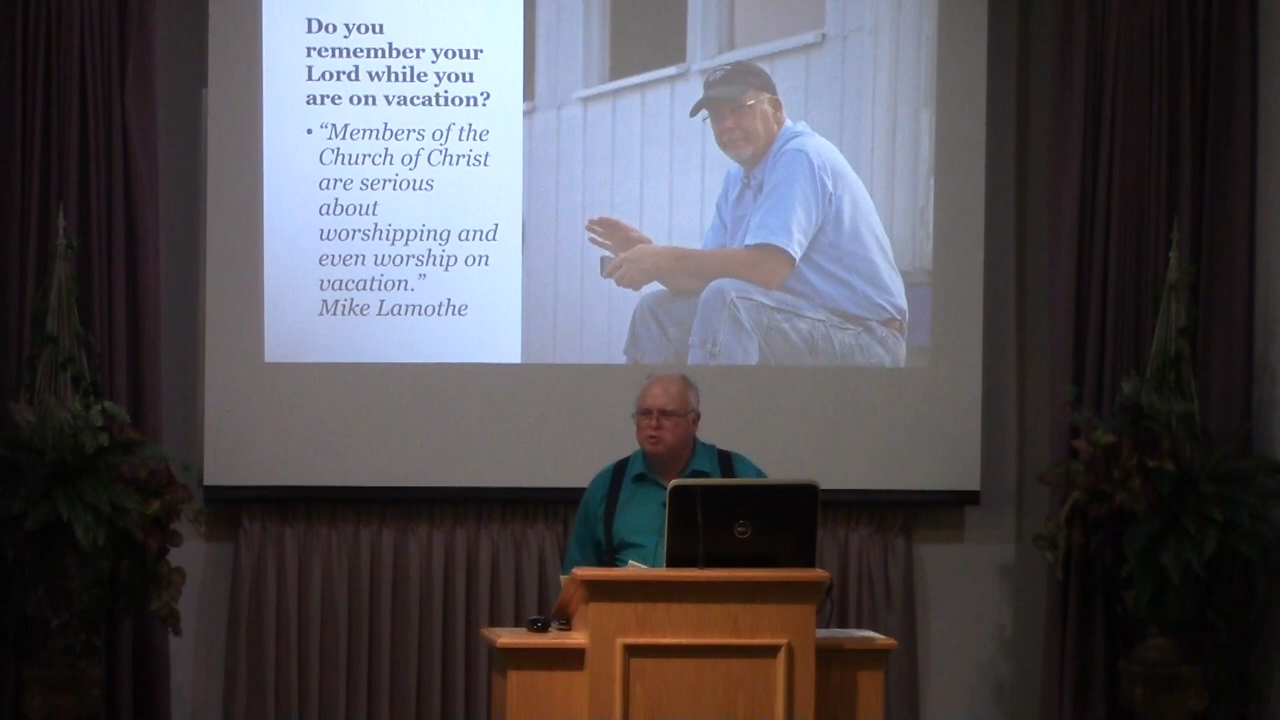 Do you
remember your
Lord while you
are on vacation?
• “Members of the
Church of Christ
are serious
about
worshipping and
even worship on
vacation.”
Mike Lamothe
DELL